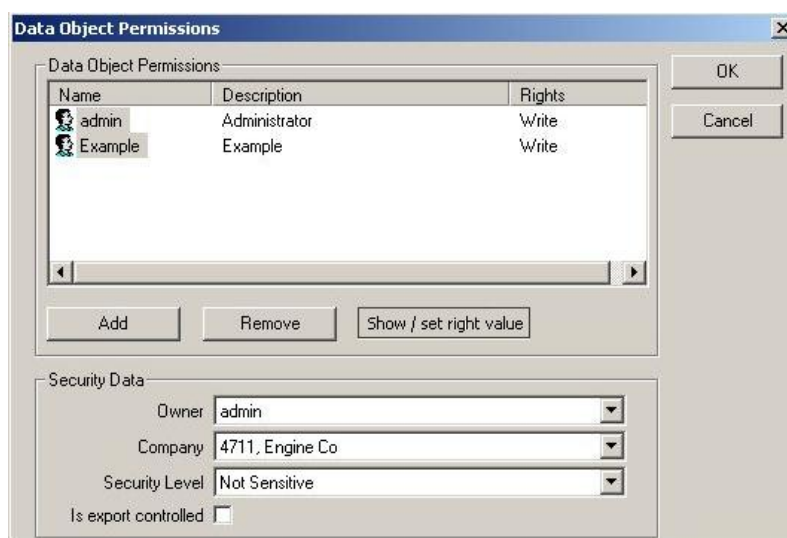 Data Object Permissions
Data Object Permissions
OK
Name Description Rights
admin Administrator Write
Cancel
Example Example Write
Add Remove Show / set right value
Security Data
Owner admin
Company 4711, Engine Co
Security Level Not Sensitive
Is export controlled